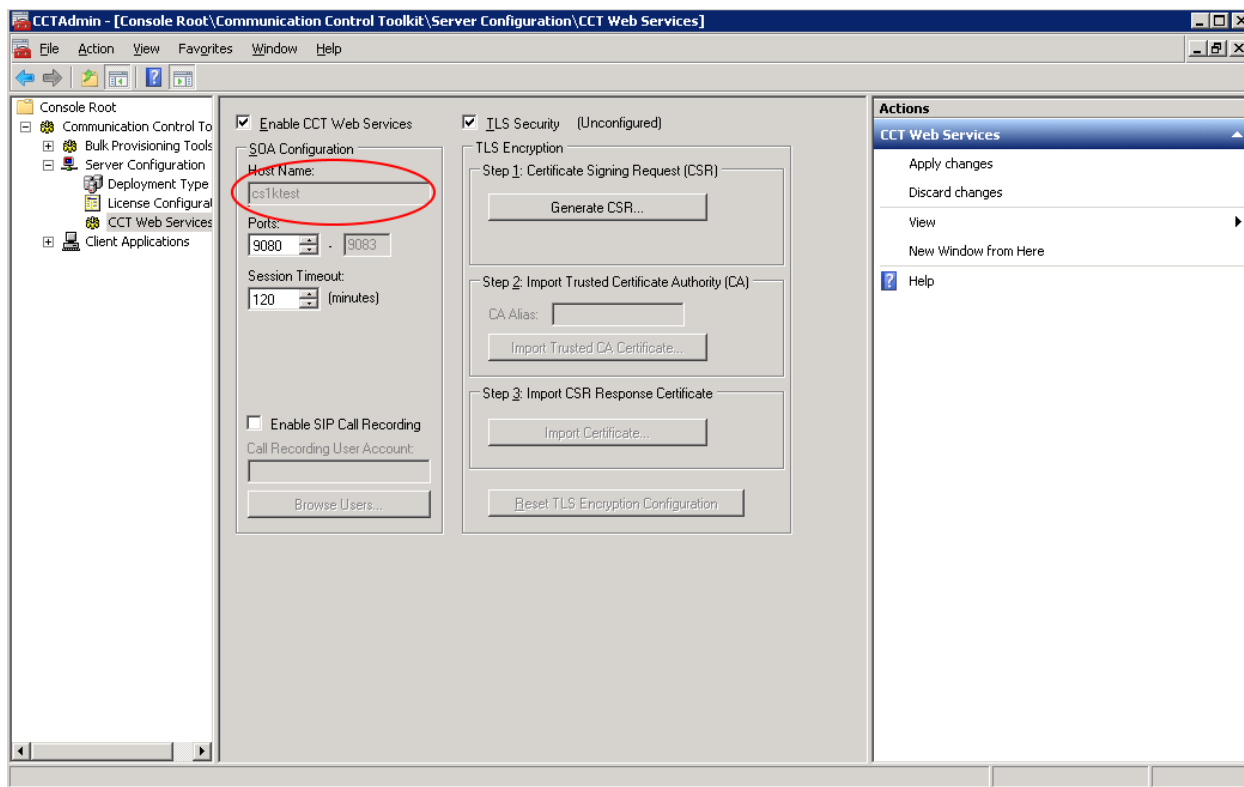 CCTAdmin - [Console Root\Communication Control Toolkit\Server Configuration\CCT Web Services]
File Action View Favorites Window Help
Console Root
Communication Control To
Bulk Provisioning Tools
Server Configuration
Deployment Type
License Configural
CCT Web Services
Client Applications
Enable CCT Web Services
SOA Configuration
Host Name:
cs1ktest
Ports:
9080 - 9083
Session Timeout:
120 (minutes)
Enable SIP Call Recording
Call Recording User Account:
Browse Users...
TLS Security (Unconfigured)
TLS Encryption
Step 1: Certificate Signing Request (CSR)
Generate CSR...
Step 2: Import Trusted Certificate Authority (CA)
CA Alias:
Import Trusted CA Certificate...
Step 3: Import CSR Response Certificate
Import Certificate...
Reset TLS Encryption Configuration
Actions
CCT Web Services
Apply changes
Discard changes
View
New Window from Here
Help